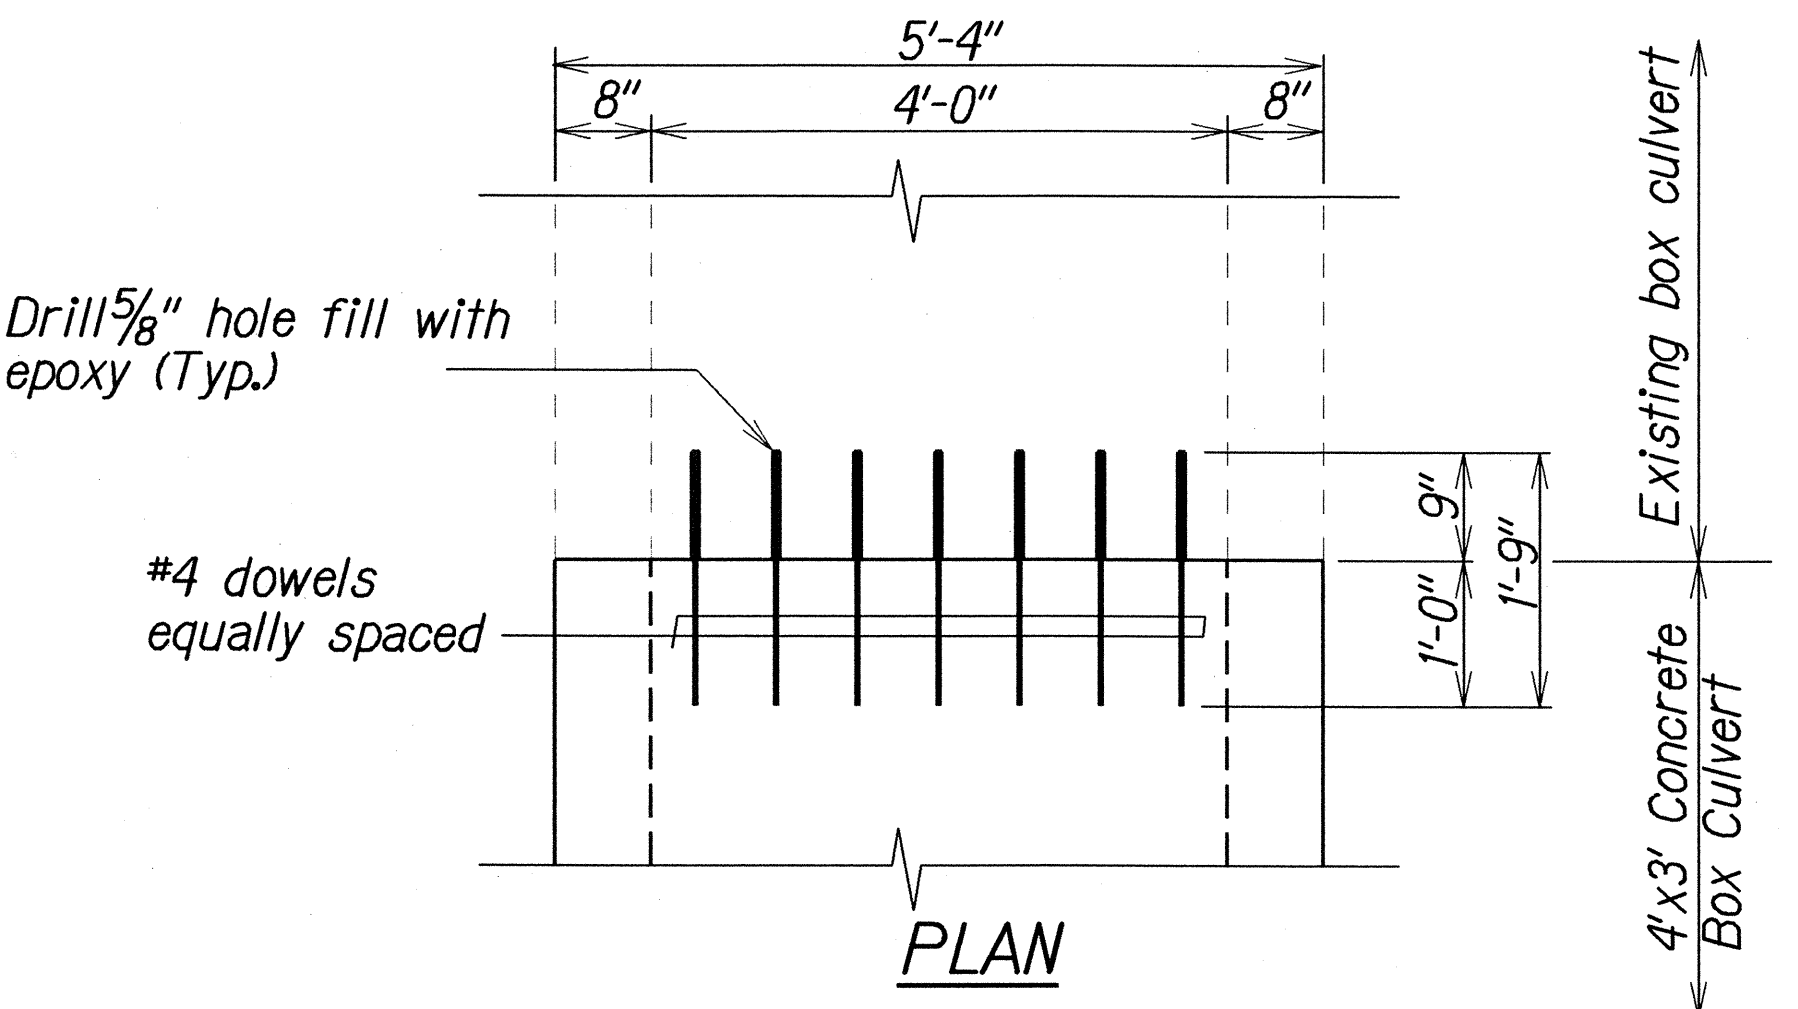 5'-4"
8"
4'-0"
8"
Drill 5/8" hole fill with
epoxy (Typ.)
#4 dowels
equally spaced
9"
1'-0"
1'-9"
Existing box culvert
4'x3' Concrete
Box Culvert
PLAN